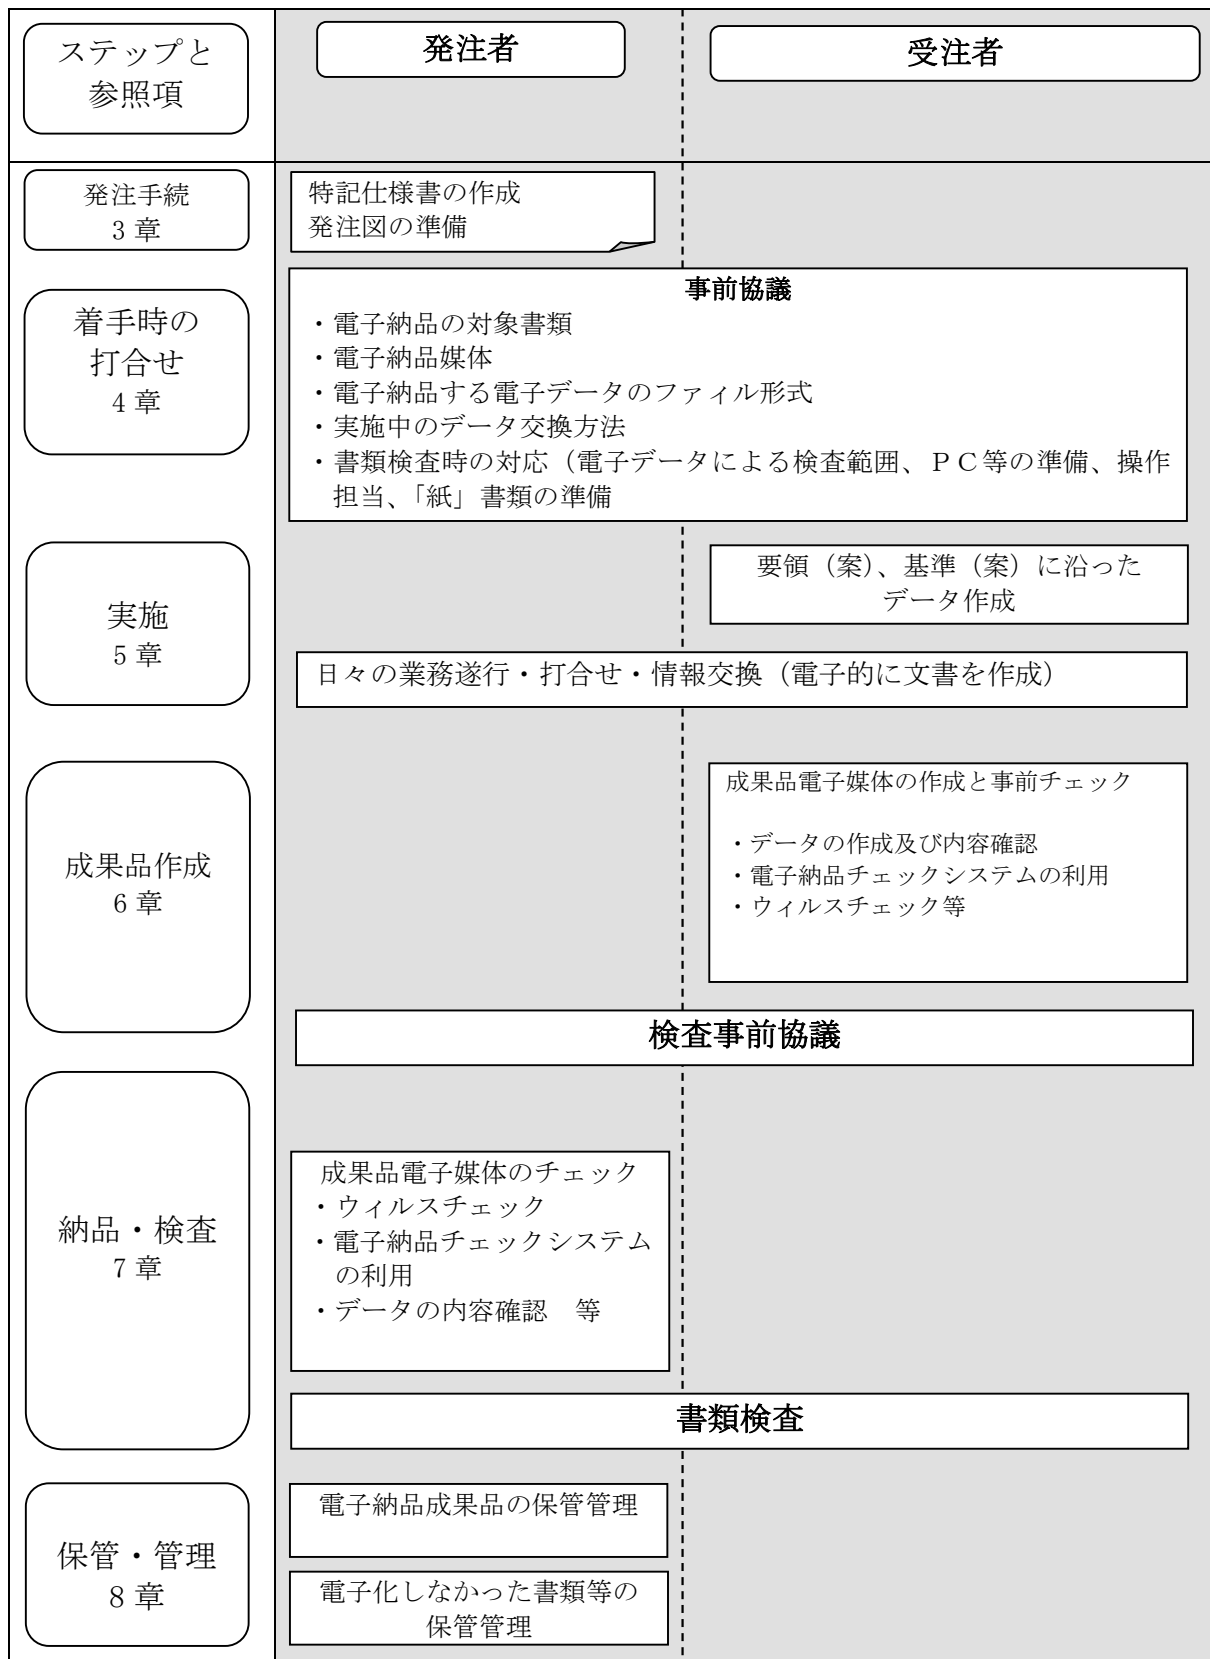 ステップと
参照項
発注者
受注者
発注手続
3 章
特記仕様書の作成
発注図の準備
着手時の
打合せ
4 章
事前協議
・電子納品の対象書類
・電子納品媒体
・電子納品する電子データのファイル形式
・実施中のデータ交換方法
・書類検査時の対応（電子データによる検査範囲、ＰＣ等の準備、操作
担当、「紙」書類の準備
実施
5 章
要領（案）、基準（案）に沿った
データ作成
日々の業務遂行・打合せ・情報交換（電子的に文書を作成）
成果品作成
6 章
成果品電子媒体の作成と事前チェック
・データの作成及び内容確認
・電子納品チェックシステムの利用
・ウィルスチェック等
検査事前協議
納品・検査
7 章
成果品電子媒体のチェック
・ウィルスチェック
・電子納品チェックシステム
の利用
・データの内容確認　等
書類検査
保管・管理
8 章
電子納品成果品の保管管理
電子化しなかった書類等の
保管管理